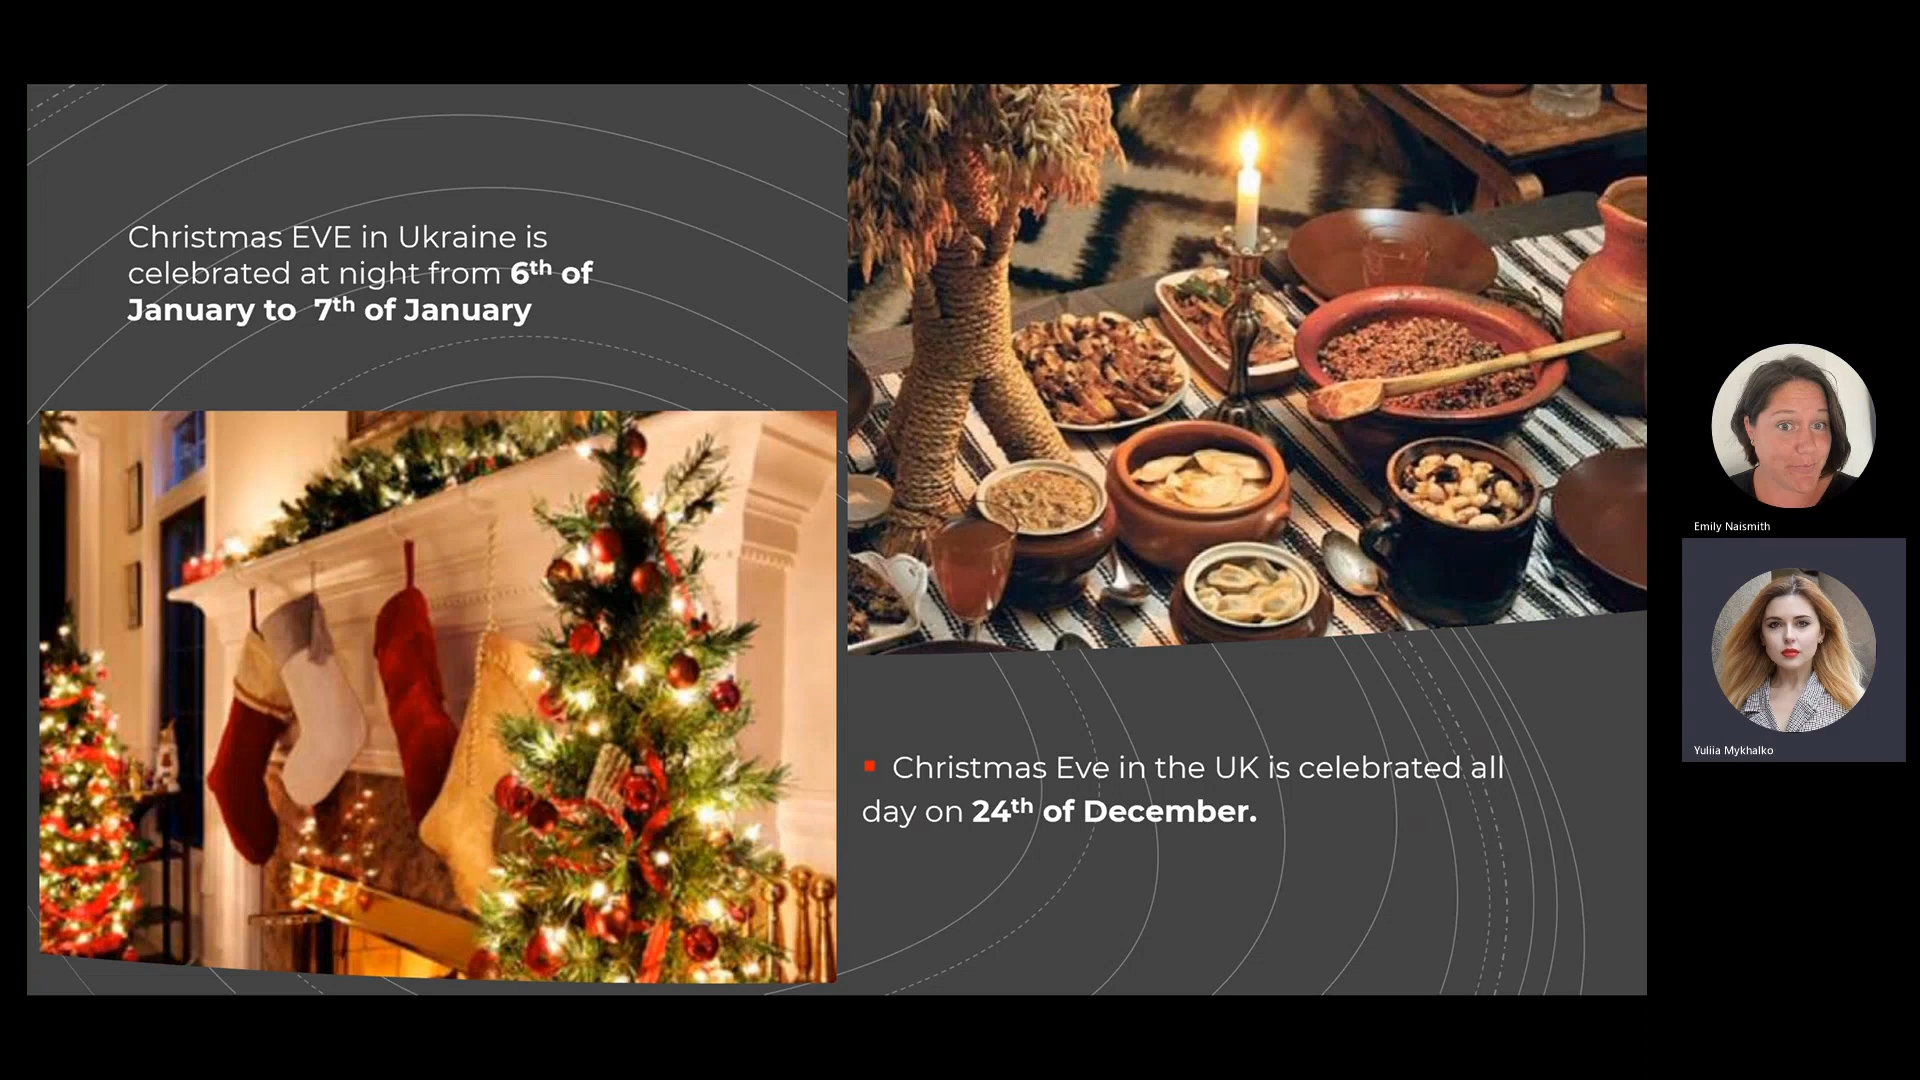 Christmas EVE in Ukraine is
celebrated at night from 6th of
January to 7th of January
▪ Christmas Eve in the UK is celebrated all
day on 24th of December.
Emily Naismith
Yuliia Mykhalko